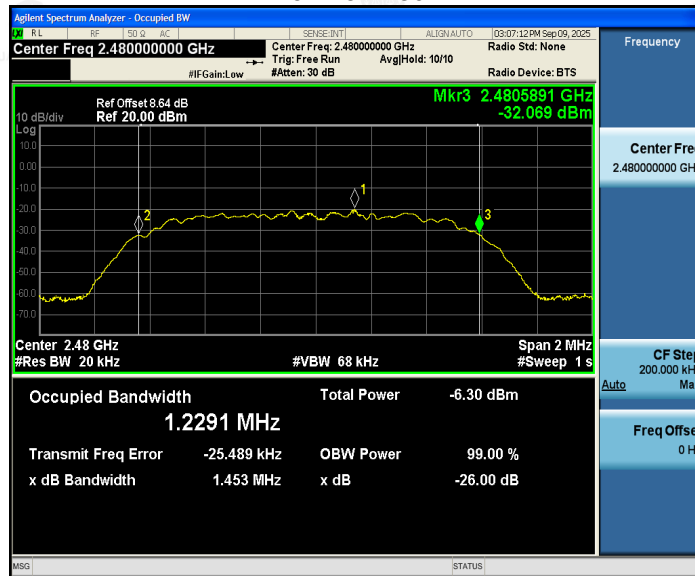 Agilent Spectrum Analyzer - Occupied BW
RL RF 50 Ω AC SENSE:INT ALIGN AUTO 03:07:12 PM Sep 09, 2025
Center Freq 2.480000000 GHz
Center Freq: 2.480000000 GHz
Radio Std: None
Trig: Free Run Avg|Hold: 10/10
#IFGain:Low
#Atten: 30 dB
Radio Device: BTS
Frequency
Mkr3 2.4805891 GHz
-32.069 dBm
Ref Offset 8.64 dB
10 dB/div Ref 20.00 dBm
Log
10.0
0.00
-10.0
-20.0
-30.0
-40.0
-50.0
-60.0
-70.0
1
2
3
Center 2.48 GHz Span 2 MHz
#Res BW 20 kHz #VBW 68 kHz #Sweep 1 s
Occupied Bandwidth Total Power -6.30 dBm
1.2291 MHz
Transmit Freq Error -25.489 kHz OBW Power 99.00 %
x dB Bandwidth 1.453 MHz x dB -26.00 dB
Center Fre
2.480000000 GH
CF Ste
200.000 kH
Auto Ma
Freq Offse
0 H
MSG STATUS